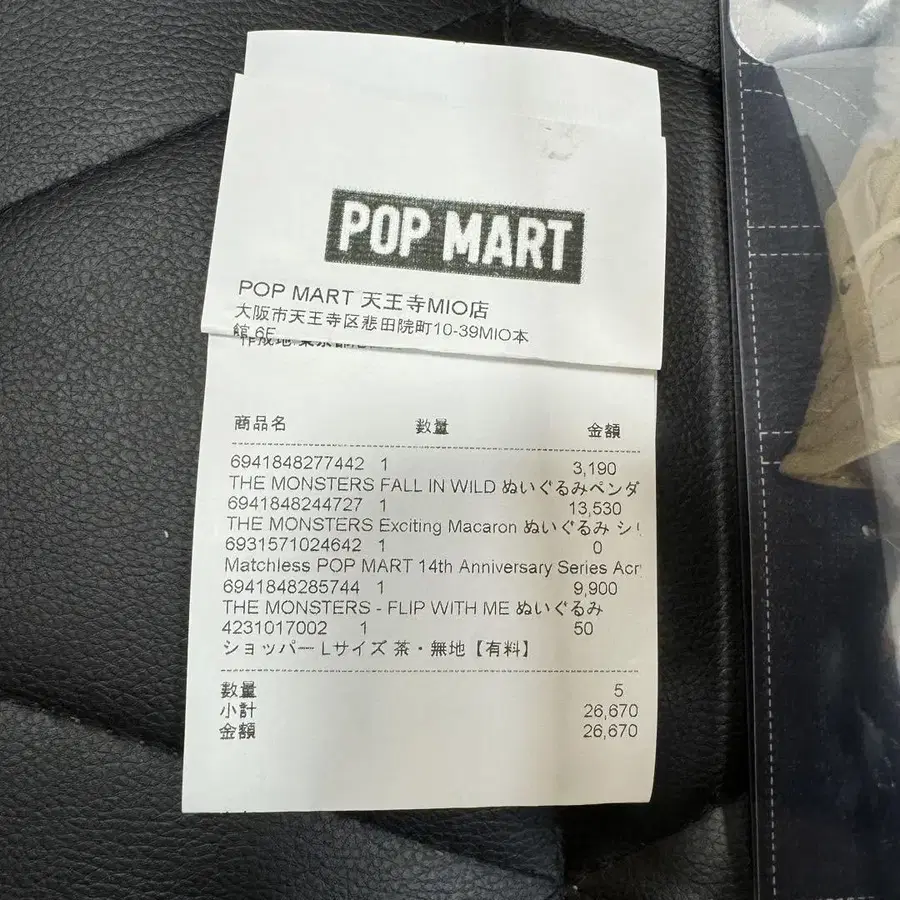 POP MART
POP MART 天王寺MIO店
大阪市天王寺区悲田院町10-39MIO本
館 6F
商品名 数量 金額
6941848277442 1 3,190
THE MONSTERS FALL IN WILD ぬいぐるみペンダ
6941848244727 1 13,530
THE MONSTERS Exciting Macaron ぬいぐるみ シリ
6931571024642 1 0
Matchless POP MART 14th Anniversary Series Acr
6941848285744 1 9,900
THE MONSTERS - FLIP WITH ME ぬいぐるみ
4231017002 1 50
ショッパー Lサイズ 茶・無地【有料】
数量 5
小計 26,670
金額 26,670